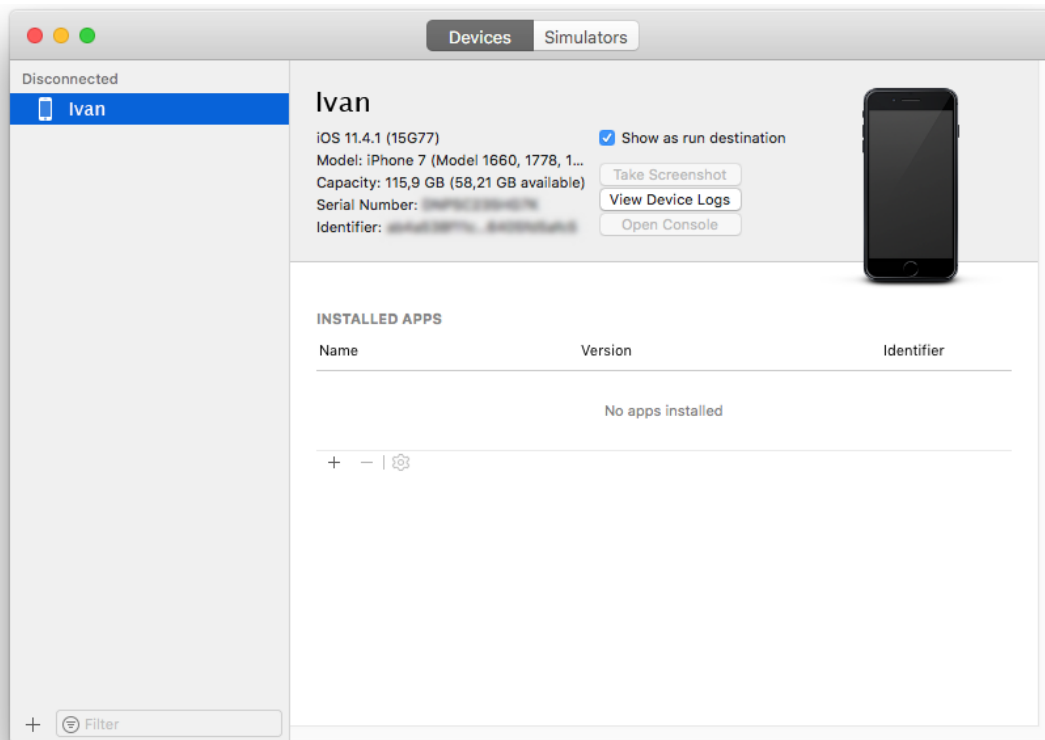 Devices Simulators
Disconnected
Ivan
Ivan
iOS 11.4.1 (15G77)
Model: iPhone 7 (Model 1660, 1778, 1...
Capacity: 115,9 GB (58,21 GB available)
Serial Number:
Identifier:
Show as run destination
Take Screenshot
View Device Logs
Open Console
INSTALLED APPS
Name Version Identifier
No apps installed
Filter